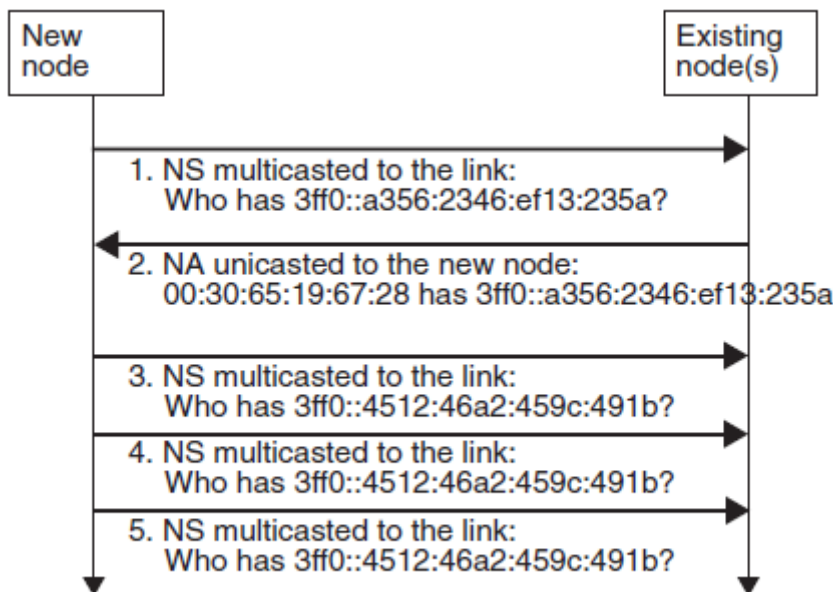 New
node
Existing
node(s)
1. NS multicasted to the link:
Who has 3ff0::a356:2346:ef13:235a?
2. NA unicasted to the new node:
00:30:65:19:67:28 has 3ff0::a356:2346:ef13:235a
3. NS multicasted to the link:
Who has 3ff0::4512:46a2:459c:491b?
4. NS multicasted to the link:
Who has 3ff0::4512:46a2:459c:491b?
5. NS multicasted to the link:
Who has 3ff0::4512:46a2:459c:491b?